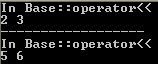 In Base::operator<<
2 3
-------------------
In Base::operator<<
5 6